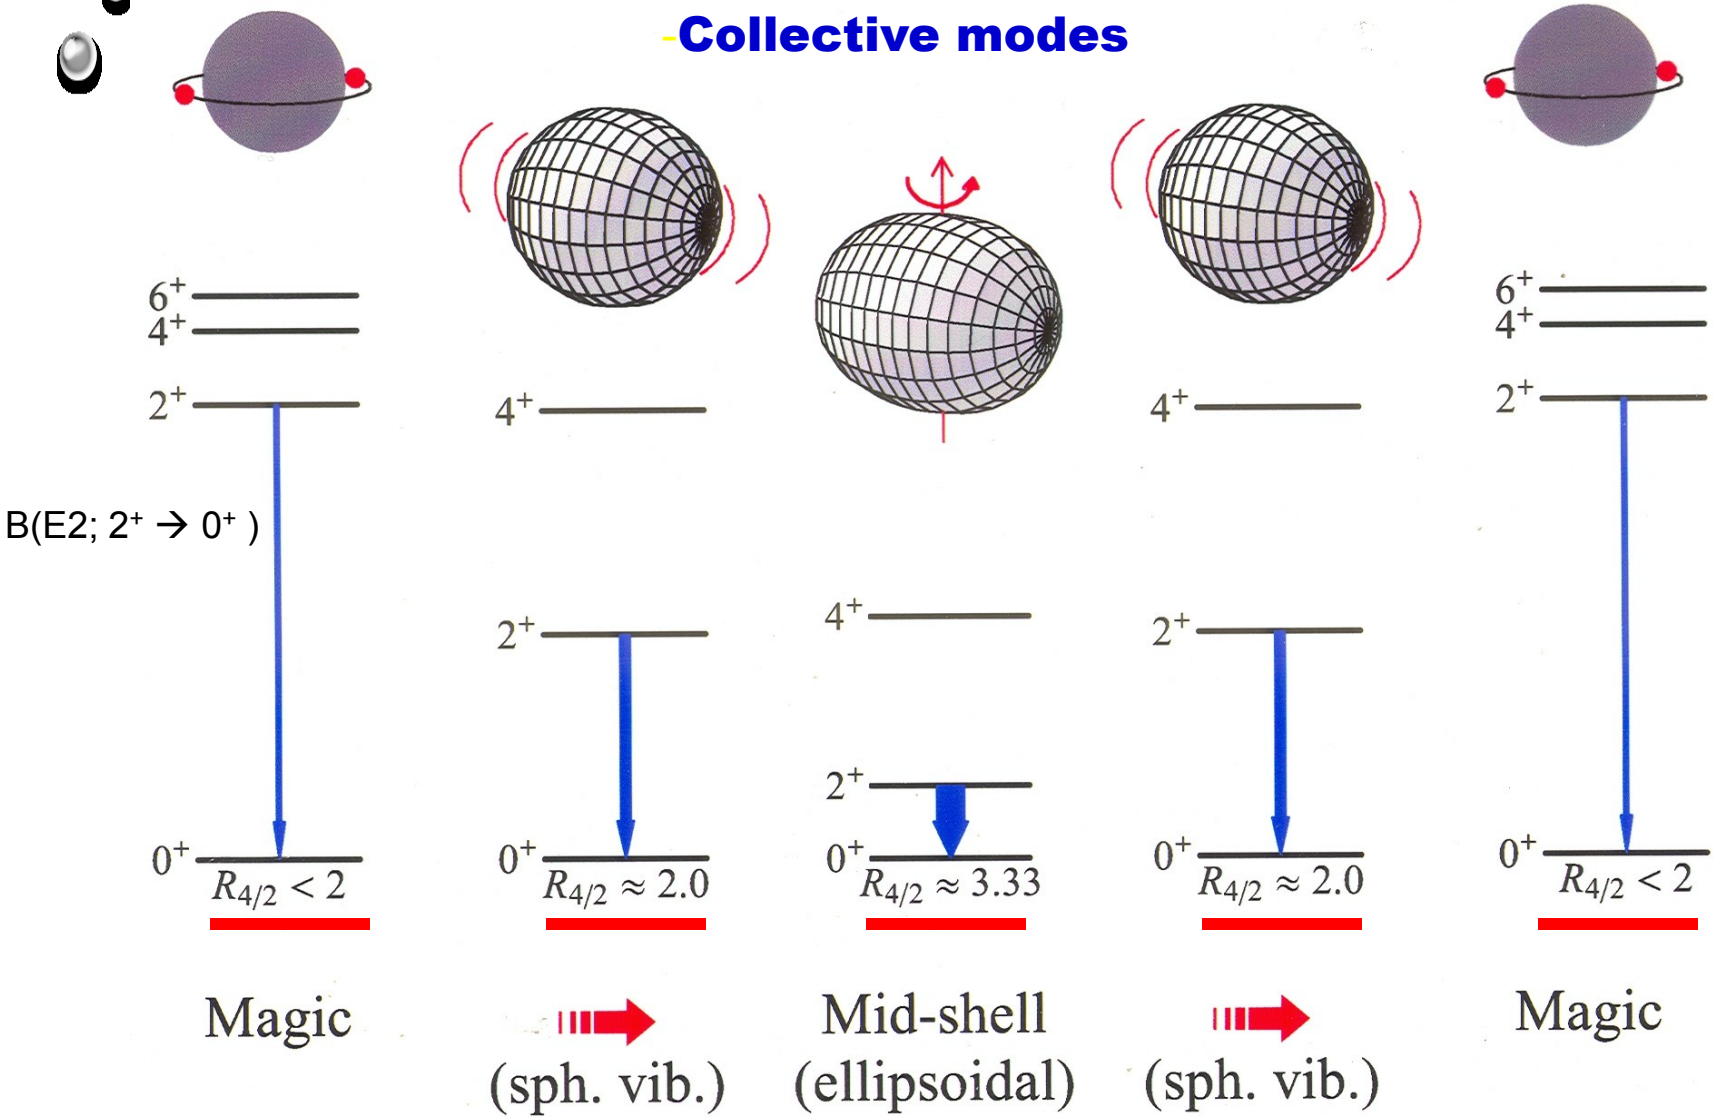 -Collective modes
6⁺
4⁺
2⁺
0⁺
B(E2; 2⁺ → 0⁺ )
R4/2 < 2
Magic
4⁺
2⁺
0⁺
R4/2 ≈ 2.0
(sph. vib.)
4⁺
2⁺
0⁺
R4/2 ≈ 3.33
Mid-shell
(ellipsoidal)
4⁺
2⁺
0⁺
R4/2 ≈ 2.0
(sph. vib.)
6⁺
4⁺
2⁺
0⁺
R4/2 < 2
Magic